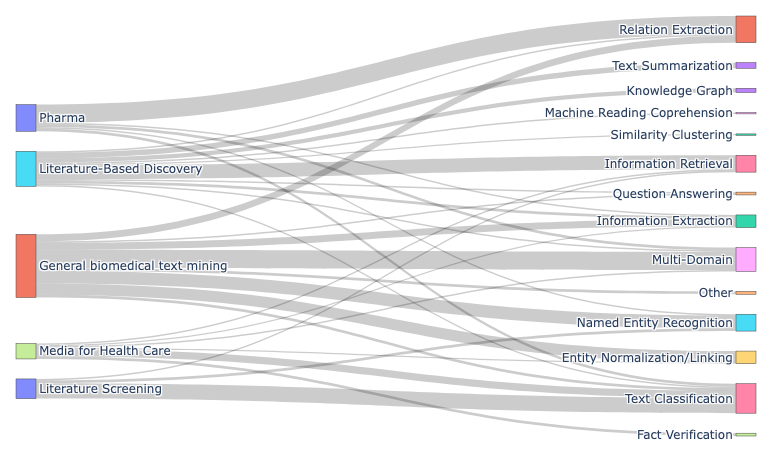 Pharma
Literature-Based Discovery
General biomedical text mining
Media for Health Care
Literature Screening
Relation Extraction
Text Summarization
Knowledge Graph
Machine Reading Coprehension
Similarity Clustering
Information Retrieval
Question Answering
Information Extraction
Multi-Domain
Other
Named Entity Recognition
Entity Normalization/Linking
Text Classification
Fact Verification